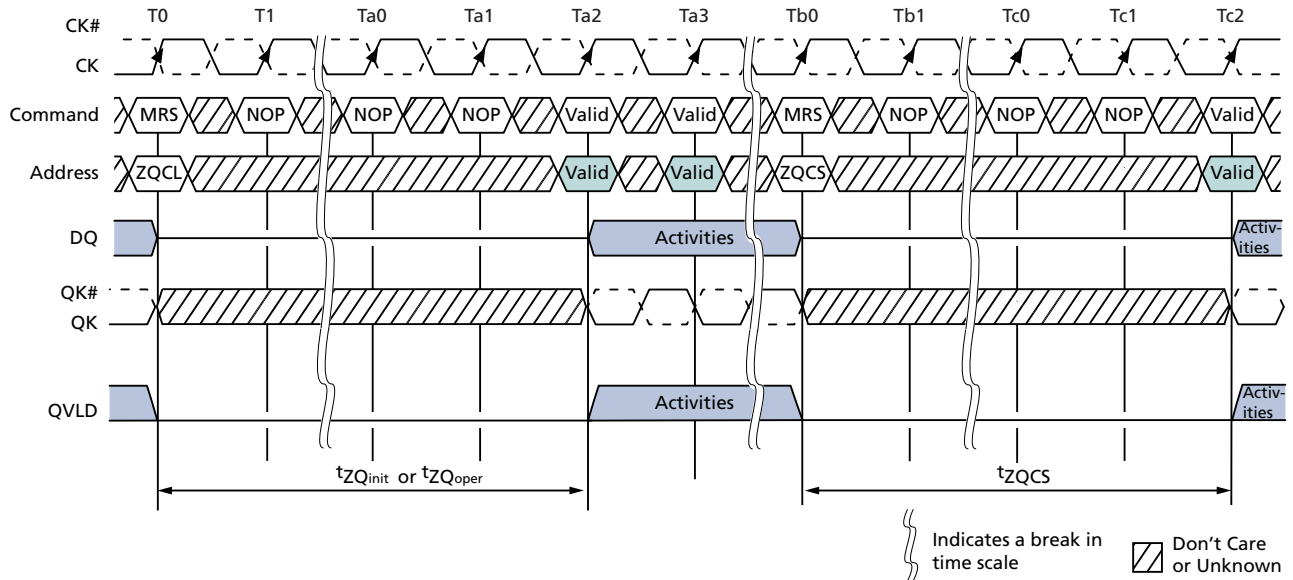 T0 T1 Ta0 Ta1 Ta2 Ta3 Tb0 Tb1 Tc0 Tc1 Tc2
CK#
CK
Command MRS NOP NOP NOP Valid Valid MRS NOP NOP NOP Valid
Address ZQCL Valid Valid ZQCS Valid
DQ Activities Activ-
ities
QK#
QK
QVLD Activities Activ-
ities
tZQinit or tZQoper tZQCS
Indicates a break in
time scale
Don't Care
or Unknown